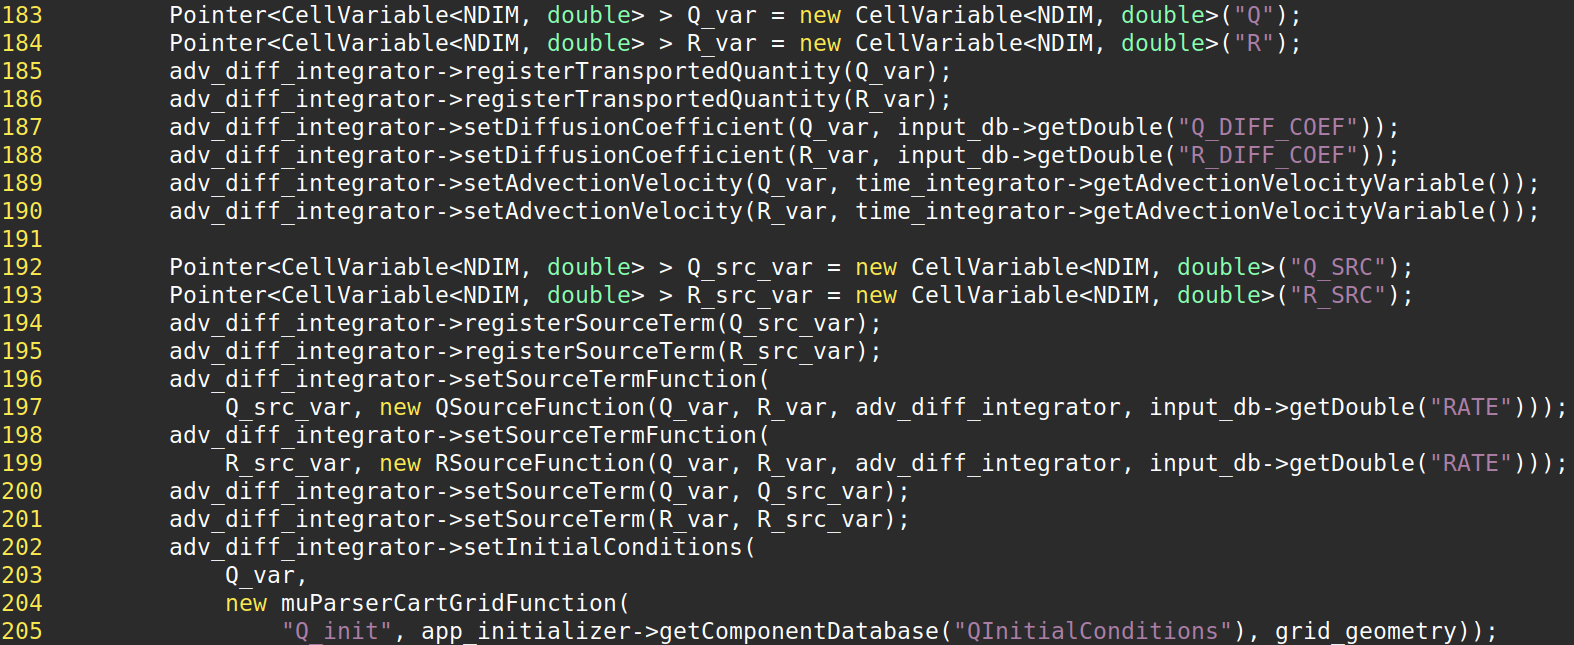 183         Pointer<CellVariable<NDIM, double> > Q_var = new CellVariable<NDIM, double>("Q");
184         Pointer<CellVariable<NDIM, double> > R_var = new CellVariable<NDIM, double>("R");
185         adv_diff_integrator->registerTransportedQuantity(Q_var);
186         adv_diff_integrator->registerTransportedQuantity(R_var);
187         adv_diff_integrator->setDiffusionCoefficient(Q_var, input_db->getDouble("Q_DIFF_COEF"));
188         adv_diff_integrator->setDiffusionCoefficient(R_var, input_db->getDouble("R_DIFF_COEF"));
189         adv_diff_integrator->setAdvectionVelocity(Q_var, time_integrator->getAdvectionVelocityVariable());
190         adv_diff_integrator->setAdvectionVelocity(R_var, time_integrator->getAdvectionVelocityVariable());
191
192         Pointer<CellVariable<NDIM, double> > Q_src_var = new CellVariable<NDIM, double>("Q_SRC");
193         Pointer<CellVariable<NDIM, double> > R_src_var = new CellVariable<NDIM, double>("R_SRC");
194         adv_diff_integrator->registerSourceTerm(Q_src_var);
195         adv_diff_integrator->registerSourceTerm(R_src_var);
196         adv_diff_integrator->setSourceTermFunction(
197             Q_src_var, new QSourceFunction(Q_var, R_var, adv_diff_integrator, input_db->getDouble("RATE")));
198         adv_diff_integrator->setSourceTermFunction(
199             R_src_var, new RSourceFunction(Q_var, R_var, adv_diff_integrator, input_db->getDouble("RATE")));
200         adv_diff_integrator->setSourceTerm(Q_var, Q_src_var);
201         adv_diff_integrator->setSourceTerm(R_var, R_src_var);
202         adv_diff_integrator->setInitialConditions(
203             Q_var,
204             new muParserCartGridFunction(
205                 "Q_init", app_initializer->getComponentDatabase("QInitialConditions"), grid_geometry));